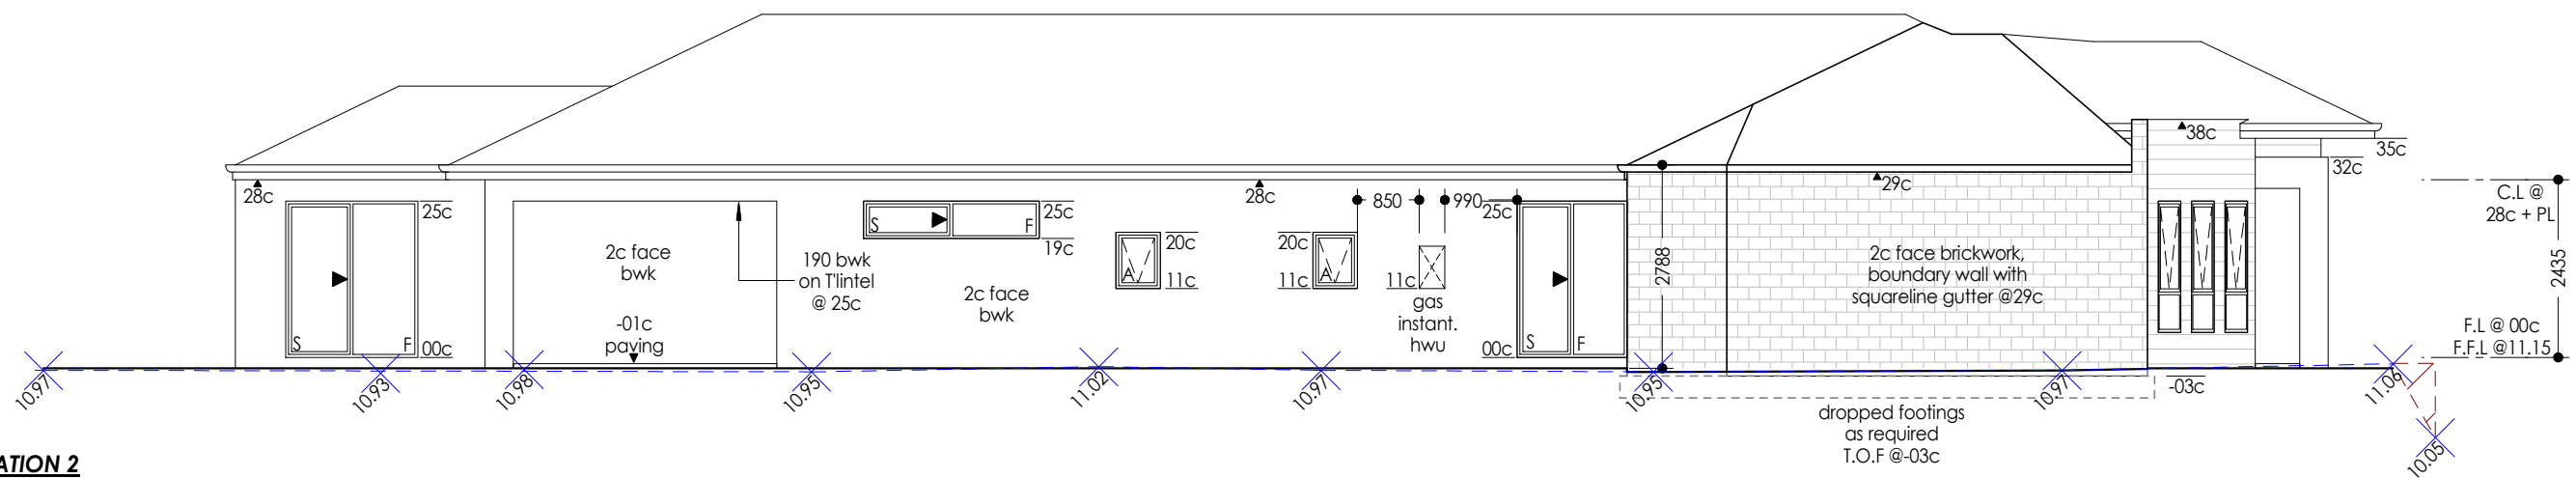 38c
35c
32c
28c
29c
28c
C.L @
28c + PL
25c
S
F
25c
19c
850
990
25c
20c
11c
A
20c
11c
A
11c
2c face
bwk
190 bwk
on T'lintel
@ 25c
2c face
bwk
gas
instant.
hwu
2788
2c face brickwork,
boundary wall with
squareline gutter @29c
2435
F.L @ 00c
F.F.L @11.15
S
F
00c
-01c
paving
00c
S
F
10.97
10.93
10.98
10.95
11.02
10.97
10.95
10.97
-03c
11.06
dropped footings
as required
T.O.F @-03c
10.05
ATION 2